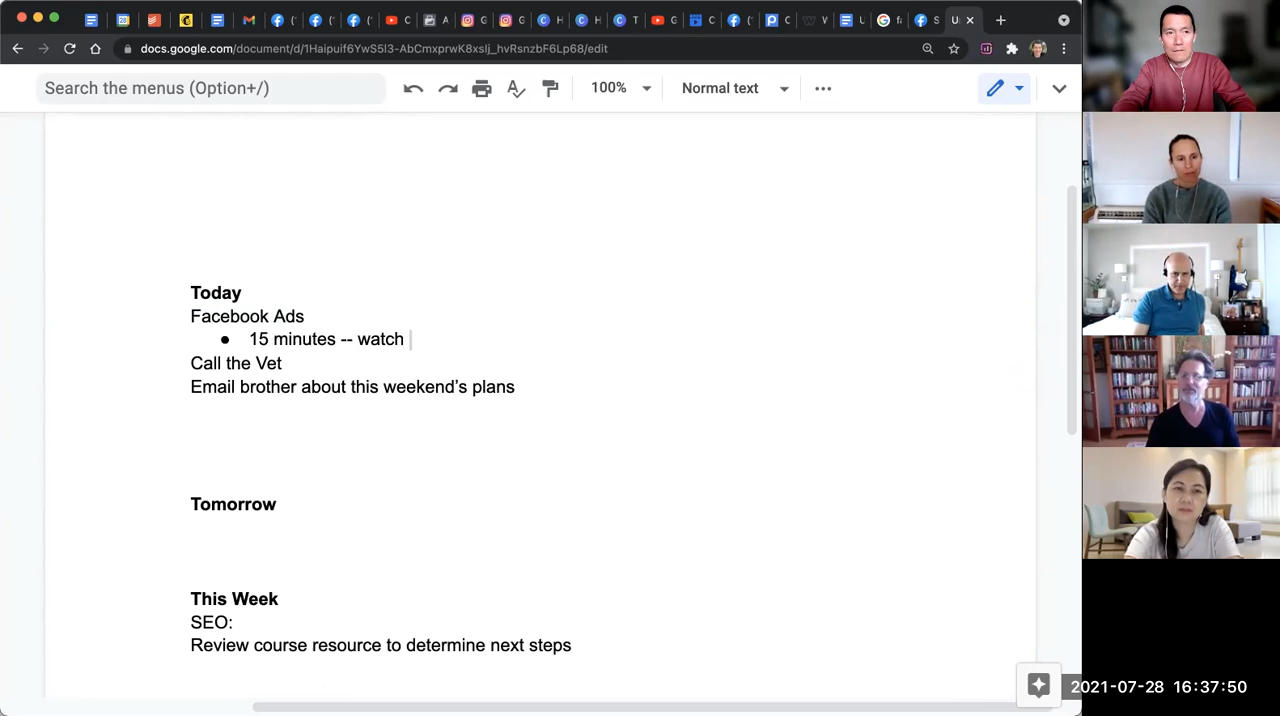 docs.google.com/document/d/1Haipuif6YwS5l3-AbCmxprwK8xslj_hvRsnzbF6Lp68/edit
Search the menus (Option+/)
100%
Normal text
Today
Facebook Ads
● 15 minutes -- watch
Call the Vet
Email brother about this weekend’s plans
Tomorrow
This Week
SEO:
Review course resource to determine next steps
2021-07-28 16:37:50